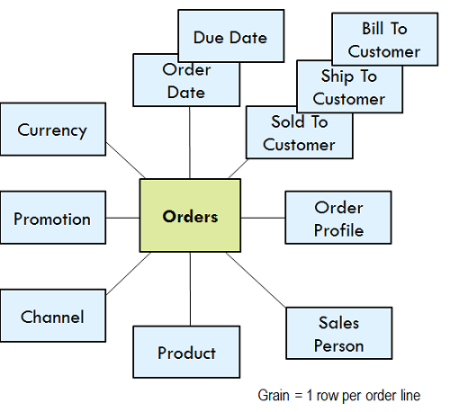 Bill To
Customer
Due Date
Order
Date
Ship To
Customer
Sold To
Customer
Currency
Promotion
Orders
Order
Profile
Channel
Sales
Person
Product
Grain = 1 row per order line